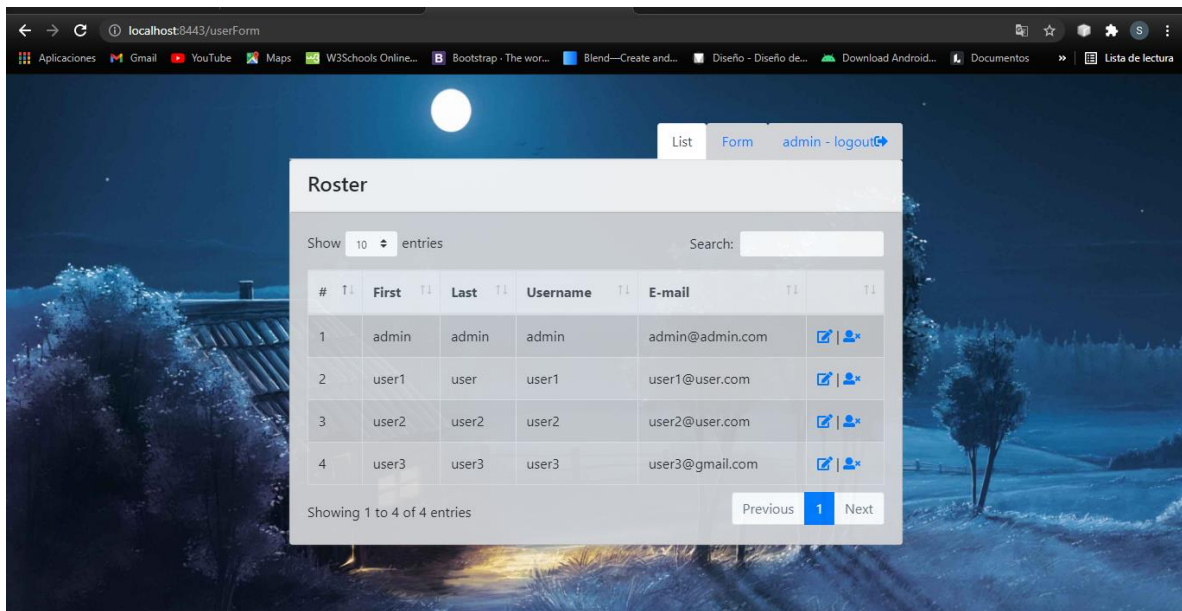 localhost:8443/userForm
S
Aplicaciones Gmail YouTube Maps W3Schools Online... B Bootstrap · The wor... Blend—Create and... Diseño - Diseño de... Download Android... Documentos » Lista de lectura
List Form admin - logout
Roster
Show 10 entries Search:
# First Last Username E-mail
1 admin admin admin admin@admin.com |
2 user1 user user1 user1@user.com |
3 user2 user2 user2 user2@user.com |
4 user3 user3 user3 user3@gmail.com |
Showing 1 to 4 of 4 entries Previous 1 Next